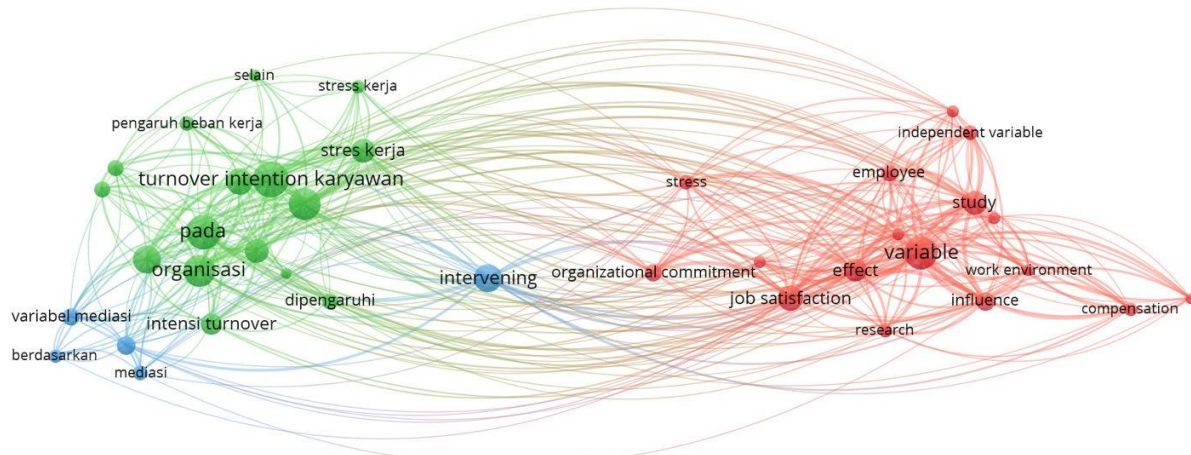 selain
stress kerja
pengaruh beban kerja
stres kerja
turnover intention karyawan
pada
organisasi
dipengaruhi
intensi turnover
variabel mediasi
berdasarkan
mediasi
intervening
stress
organizational commitment
independent variable
employee
study
variable
effect
work environment
job satisfaction
influence
compensation
research